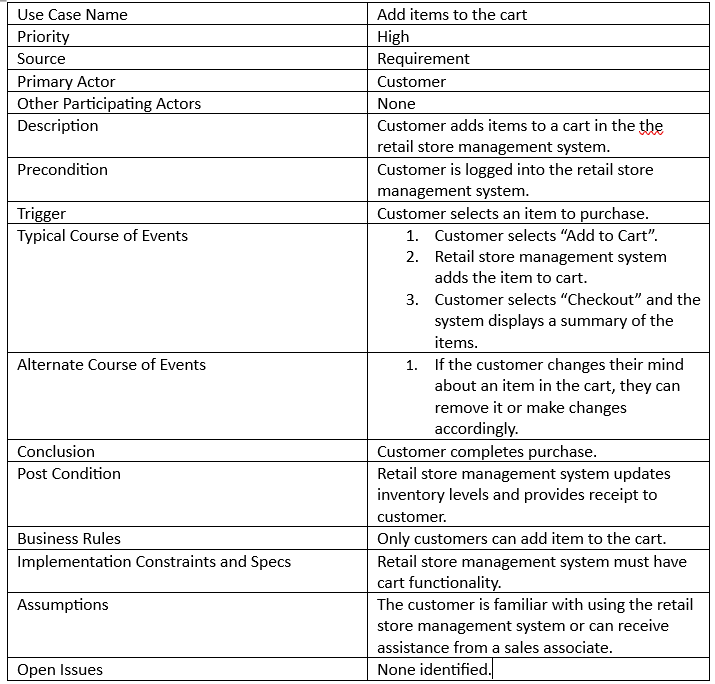 Use Case Name Add items to the cart
Priority High
Source Requirement
Primary Actor Customer
Other Participating Actors None
Description Customer adds items to a cart in the the
retail store management system.
Precondition Customer is logged into the retail store
management system.
Trigger Customer selects an item to purchase.
Typical Course of Events 1. Customer selects “Add to Cart”.
2. Retail store management system
adds the item to cart.
3. Customer selects “Checkout” and the
system displays a summary of the
items.
Alternate Course of Events 1. If the customer changes their mind
about an item in the cart, they can
remove it or make changes
accordingly.
Conclusion Customer completes purchase.
Post Condition Retail store management system updates
inventory levels and provides receipt to
customer.
Business Rules Only customers can add item to the cart.
Implementation Constraints and Specs Retail store management system must have
cart functionality.
Assumptions The customer is familiar with using the retail
store management system or can receive
assistance from a sales associate.
Open Issues None identified.